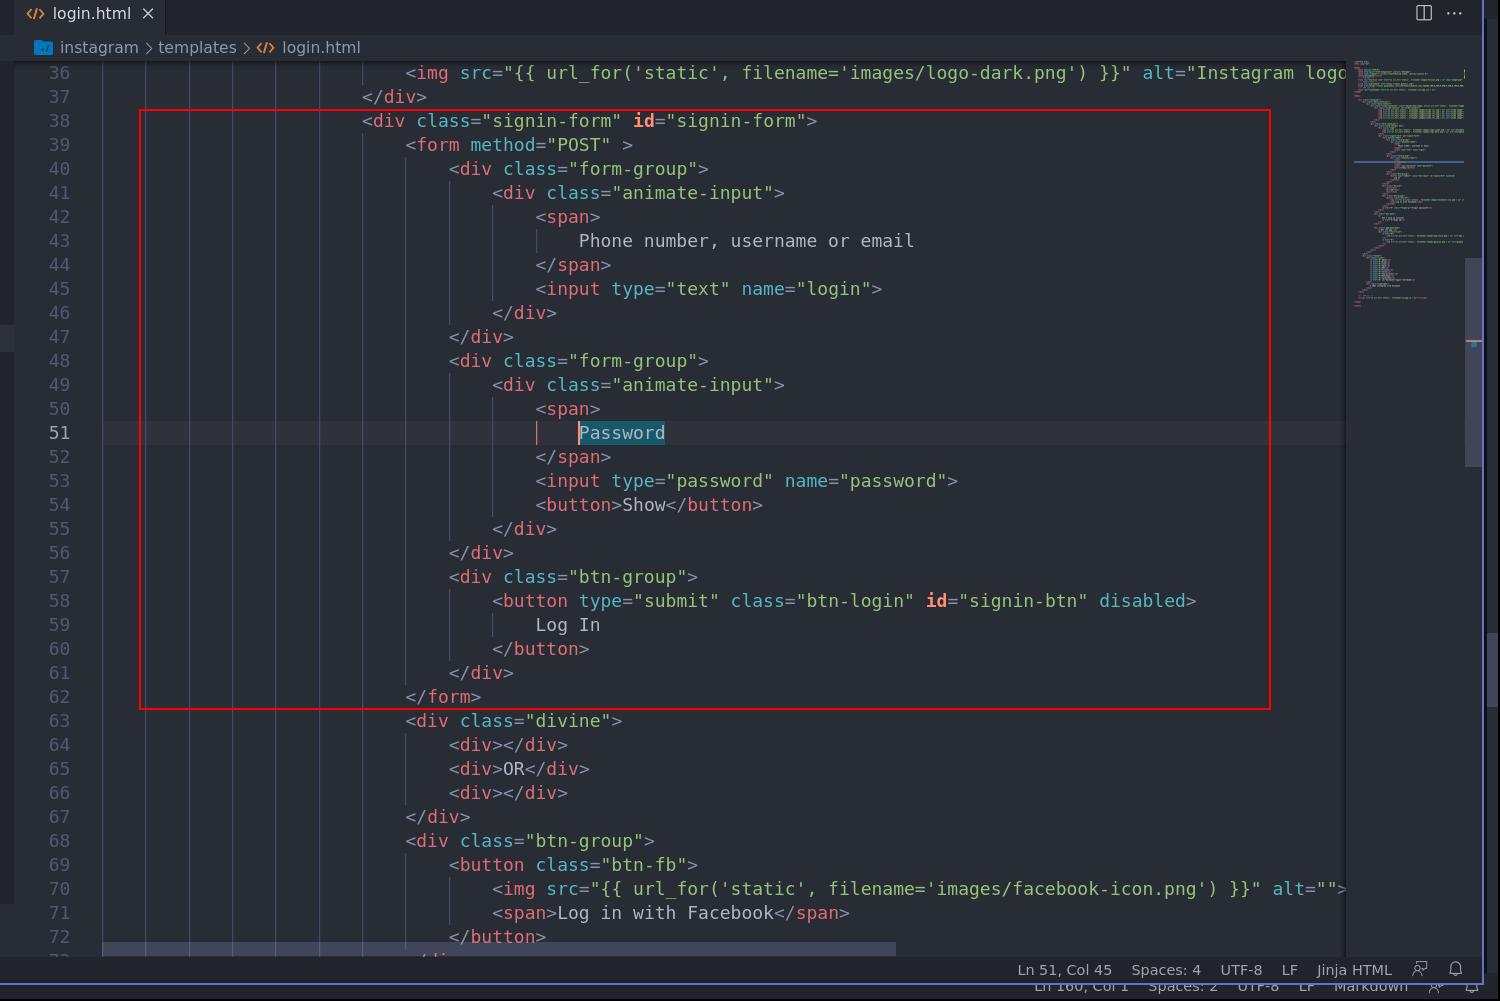 login.html
instagram > templates > login.html
36 <img src="{{ url_for('static', filename='images/logo-dark.png') }}" alt="Instagram logo
37 </div>
38 <div class="signin-form" id="signin-form">
39 <form method="POST" >
40 <div class="form-group">
41 <div class="animate-input">
42 <span>
43 Phone number, username or email
44 </span>
45 <input type="text" name="login">
46 </div>
47 </div>
48 <div class="form-group">
49 <div class="animate-input">
50 <span>
51 Password
52 </span>
53 <input type="password" name="password">
54 <button>Show</button>
55 </div>
56 </div>
57 <div class="btn-group">
58 <button type="submit" class="btn-login" id="signin-btn" disabled>
59 Log In
60 </button>
61 </div>
62 </form>
63 <div class="divine">
64 <div></div>
65 <div>OR</div>
66 <div></div>
67 </div>
68 <div class="btn-group">
69 <button class="btn-fb">
70 <img src="{{ url_for('static', filename='images/facebook-icon.png') }}" alt="">
71 <span>Log in with Facebook</span>
72 </button>
Ln 51, Col 45 Spaces: 4 UTF-8 LF Jinja HTML
Ln 160, Col 1 Spaces: 2 UTF-8 LF Markdown